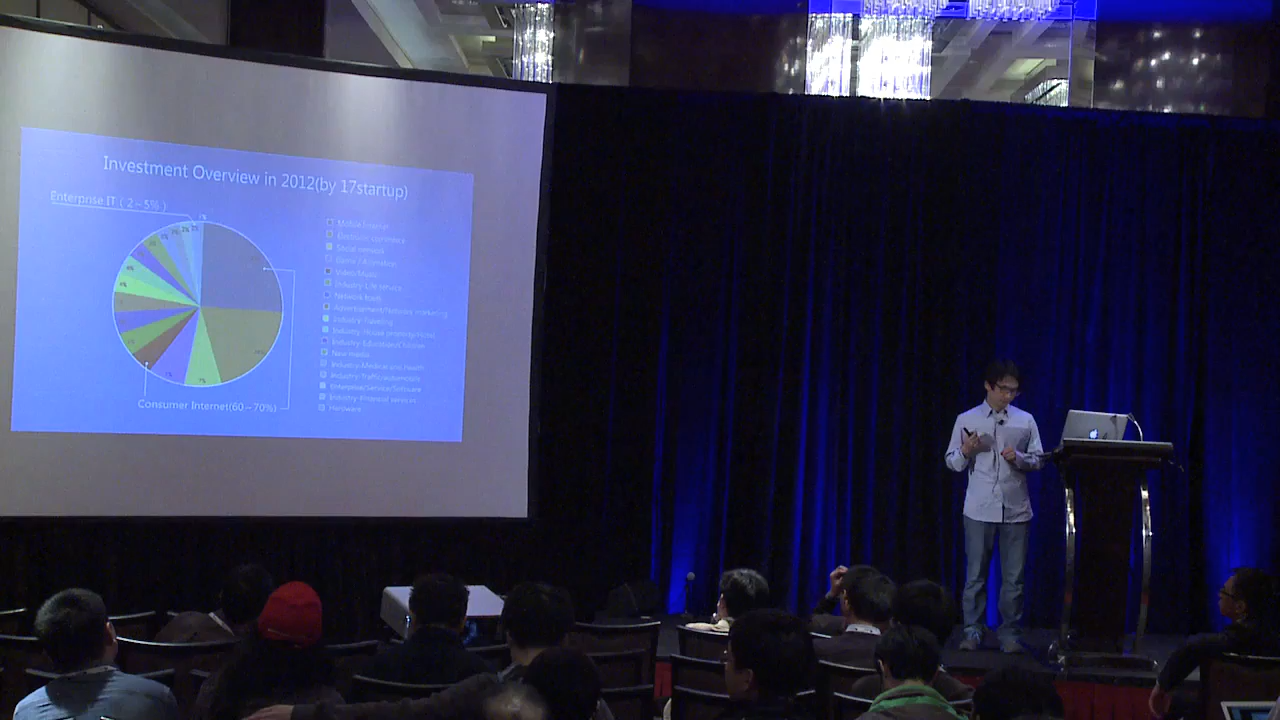 Investment Overview in 2012(by 17startup)
Enterprise IT ( 2~5% )
Mobile Internet
Electronic commerce
Social network
Game / Animation
Video/Music
Industry-Life service
Advertisement/Network marketing
Industry-Traveling
Industry-Education/Children
New media
Industry-Medical and Health
Enterprise Service/Software
Industry-Financial services
Hardware
Consumer Internet(60~70%)